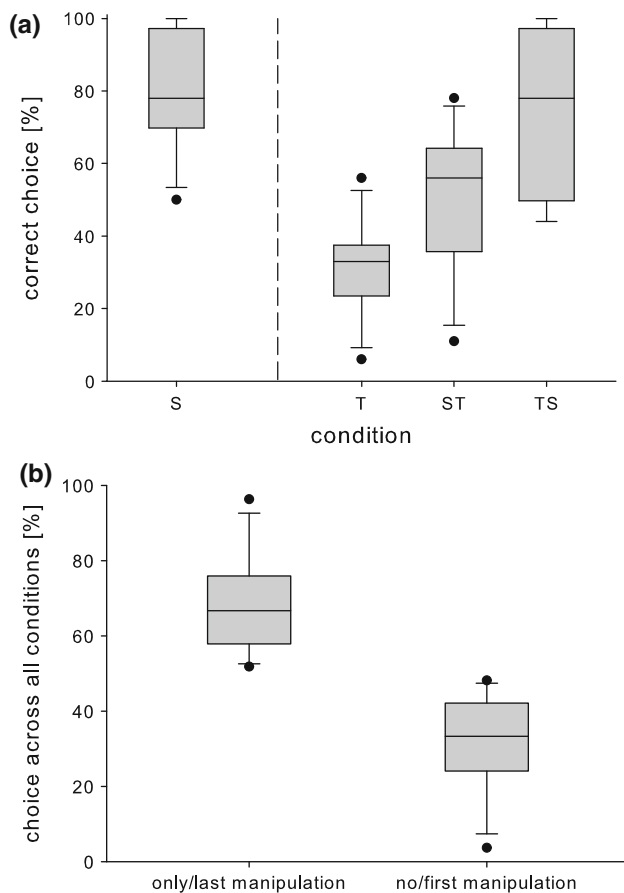 (a)
correct choice [%]
100
80
60
40
20
0
S
T
ST
TS
condition
(b)
choice across all conditions [%]
100
80
60
40
20
0
only/last manipulation
no/first manipulation